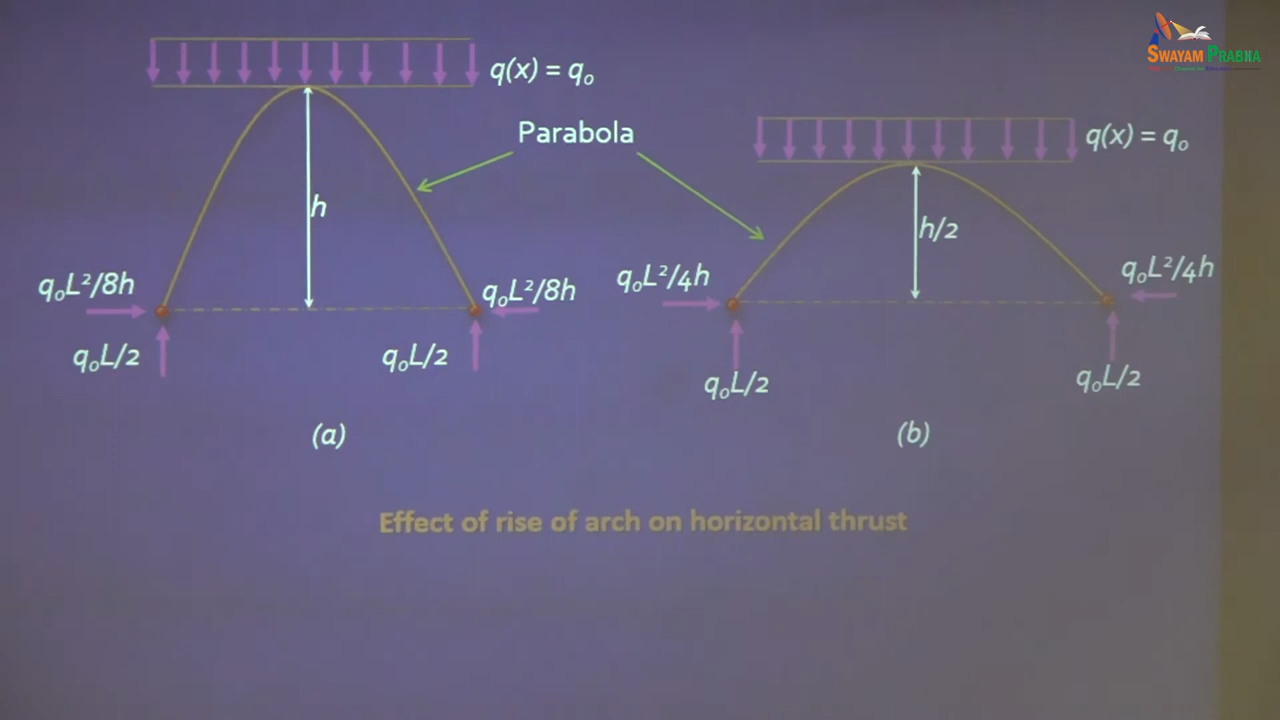 SWAYAM PRABHA
q(x) = qₒ
Parabola
q(x) = qₒ
h
h/2
qₒL²/8h
qₒL²/8h
qₒL²/4h
qₒL²/4h
qₒL/2
qₒL/2
qₒL/2
qₒL/2
(a)
(b)
Effect of rise of arch on horizontal thrust